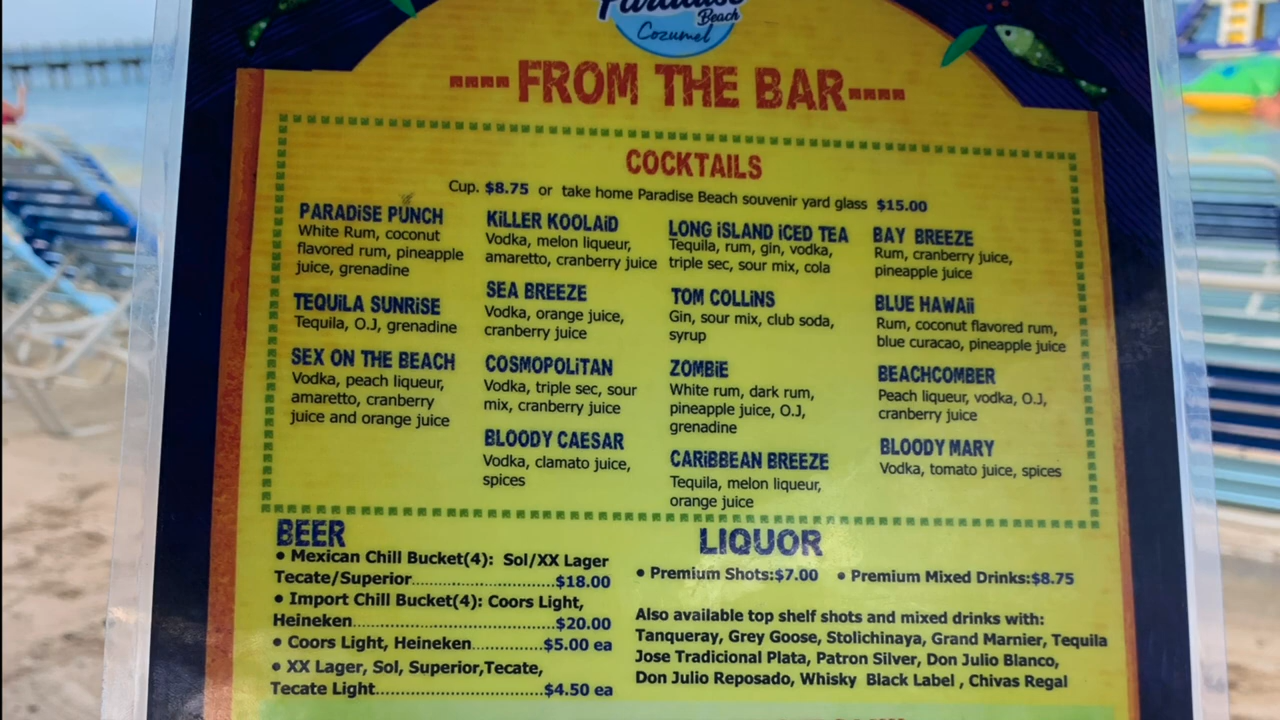 Paradise
Beach
Cozumel
----FROM THE BAR----
COCKTAILS
Cup. $8.75 or take home Paradise Beach souvenir yard glass $15.00
PARADiSE PUNCH
White Rum, coconut
flavored rum, pineapple
juice, grenadine
TEQUiLA SUNRiSE
Tequila, O.J, grenadine
SEX ON THE BEACH
Vodka, peach liqueur,
amaretto, cranberry
juice and orange juice
KiLLER KOOLAiD
Vodka, melon liqueur,
amaretto, cranberry juice
SEA BREEZE
Vodka, orange juice,
cranberry juice
COSMOPOLiTAN
Vodka, triple sec, sour
mix, cranberry juice
BLOODY CAESAR
Vodka, clamato juice,
spices
LONG iSLAND iCED TEA
Tequila, rum, gin, vodka,
triple sec, sour mix, cola
TOM COLLiNS
Gin, sour mix, club soda,
syrup
ZOMBiE
White rum, dark rum,
pineapple juice, O.J,
grenadine
CARiBBEAN BREEZE
Tequila, melon liqueur,
orange juice
BAY BREEZE
Rum, cranberry juice,
pineapple juice
BLUE HAWAii
Rum, coconut flavored rum,
blue curacao, pineapple juice
BEACHCOMBER
Peach liqueur, vodka, O.J,
cranberry juice
BLOODY MARY
Vodka, tomato juice, spices
BEER
• Mexican Chill Bucket(4): Sol/XX Lager
Tecate/Superior..............................$18.00
• Import Chill Bucket(4): Coors Light,
Heineken..........................................$20.00
• Coors Light, Heineken...............$5.00 ea
• XX Lager, Sol, Superior,Tecate,
Tecate Light...................................$4.50 ea
LIQUOR
• Premium Shots:$7.00 • Premium Mixed Drinks:$8.75
Also available top shelf shots and mixed drinks with:
Tanqueray, Grey Goose, Stolichinaya, Grand Marnier, Tequila
Jose Tradicional Plata, Patron Silver, Don Julio Blanco,
Don Julio Reposado, Whisky Black Label , Chivas Regal